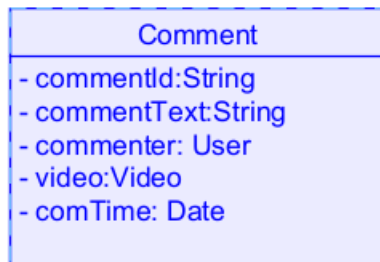 Comment
- commentId:String
- commentText:String
- commenter: User
- video:Video
- comTime: Date